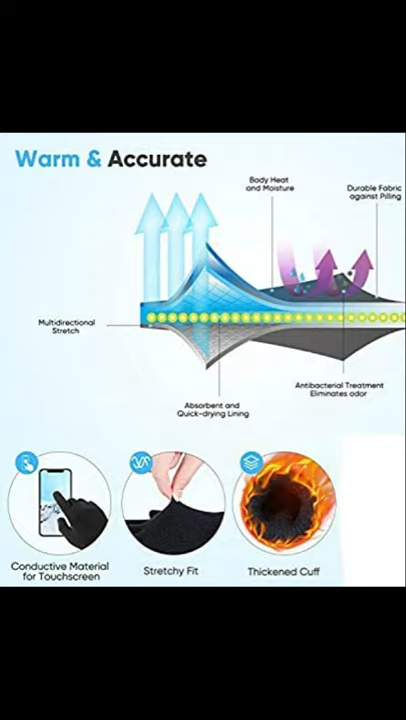 Warm & Accurate
Body Heat
and Moisture
Durable Fabric
against Pilling
Multidirectional
Stretch
Antibacterial Treatment
Eliminates odor
Absorbent and
Quick-drying Lining
Conductive Material
for Touchscreen
Stretchy Fit
Thickened Cuff